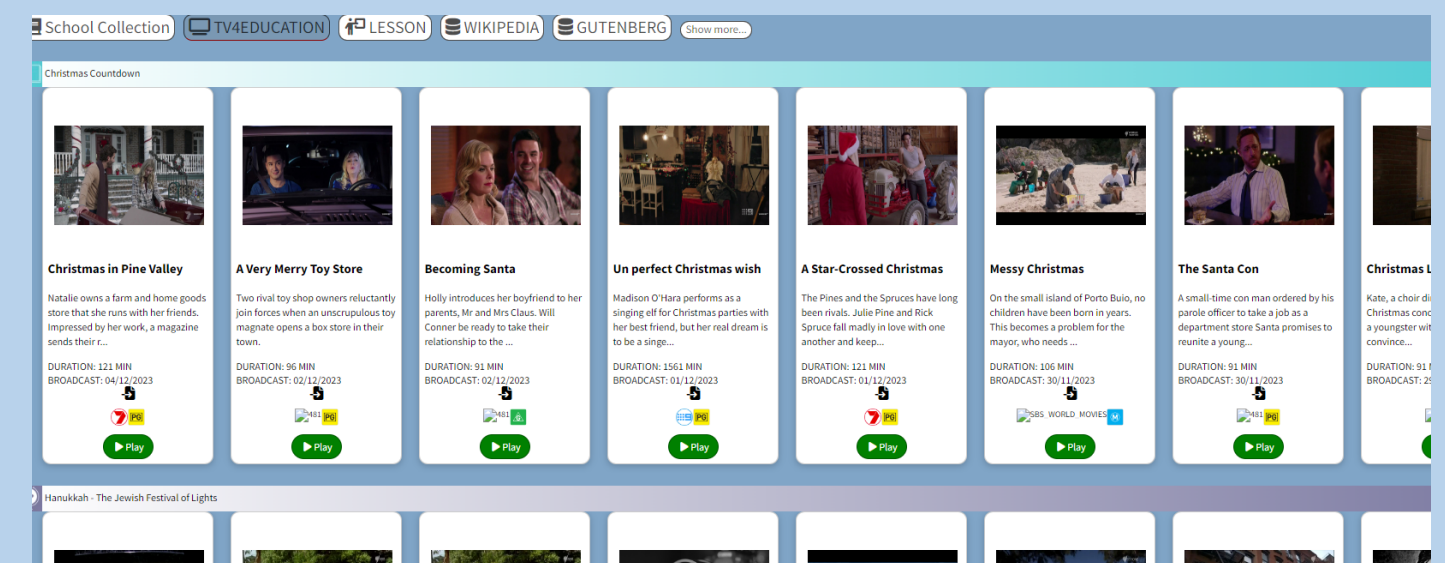 School Collection TV4EDUCATION LESSON WIKIPEDIA GUTENBERG Show more...
Christmas Countdown
Christmas in Pine Valley
Natalie owns a farm and home goods
store that she runs with her friends.
Impressed by her work, a magazine
sends their r...
DURATION: 121 MIN
BROADCAST: 04/12/2023
7 PG
Play
A Very Merry Toy Store
Two rival toy shop owners reluctantly
join forces when an unscrupulous toy
magnate opens a box store in their
town.
DURATION: 96 MIN
BROADCAST: 02/12/2023
481 PG
Play
Becoming Santa
Holly introduces her boyfriend to her
parents, Mr and Mrs Claus. Will
Conner be ready to take their
relationship to the ...
DURATION: 91 MIN
BROADCAST: 02/12/2023
481 G
Play
Un perfect Christmas wish
Madison O'Hara performs as a
singing elf for Christmas parties with
her best friend, but her real dream is
to be a singe...
DURATION: 1561 MIN
BROADCAST: 01/12/2023
PG
Play
A Star-Crossed Christmas
The Pines and the Spruces have long
been rivals. Julie Pine and Rick
Spruce fall madly in love with one
another and keep...
DURATION: 121 MIN
BROADCAST: 01/12/2023
7 PG
Play
Messy Christmas
On the small island of Porto Buio, no
children have been born in years.
This becomes a problem for the
mayor, who needs ...
DURATION: 106 MIN
BROADCAST: 30/11/2023
SBS_WORLD_MOVIES M
Play
The Santa Con
A small-time con man ordered by his
parole officer to take a job as a
department store Santa promises to
reunite a young...
DURATION: 91 MIN
BROADCAST: 30/11/2023
481 PG
Play
Christmas L
Kate, a choir di
Christmas conc
a youngster wit
convince...
DURATION: 91
BROADCAST: 2
Hanukkah - The Jewish Festival of Lights